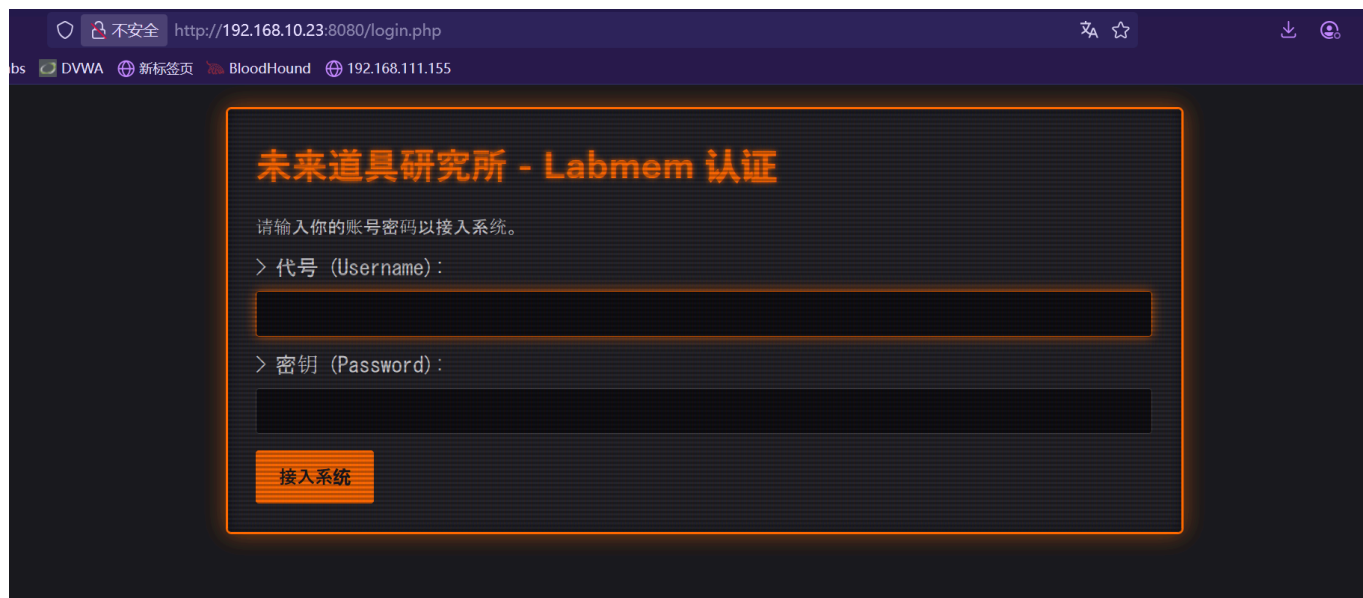 不安全 http://192.168.10.23:8080/login.php
DVWA 新标签页 BloodHound 192.168.111.155
未来道具研究所 - Labmem 认证
请输入你的账号密码以接入系统。
> 代号 (Username):
> 密钥 (Password):
接入系统